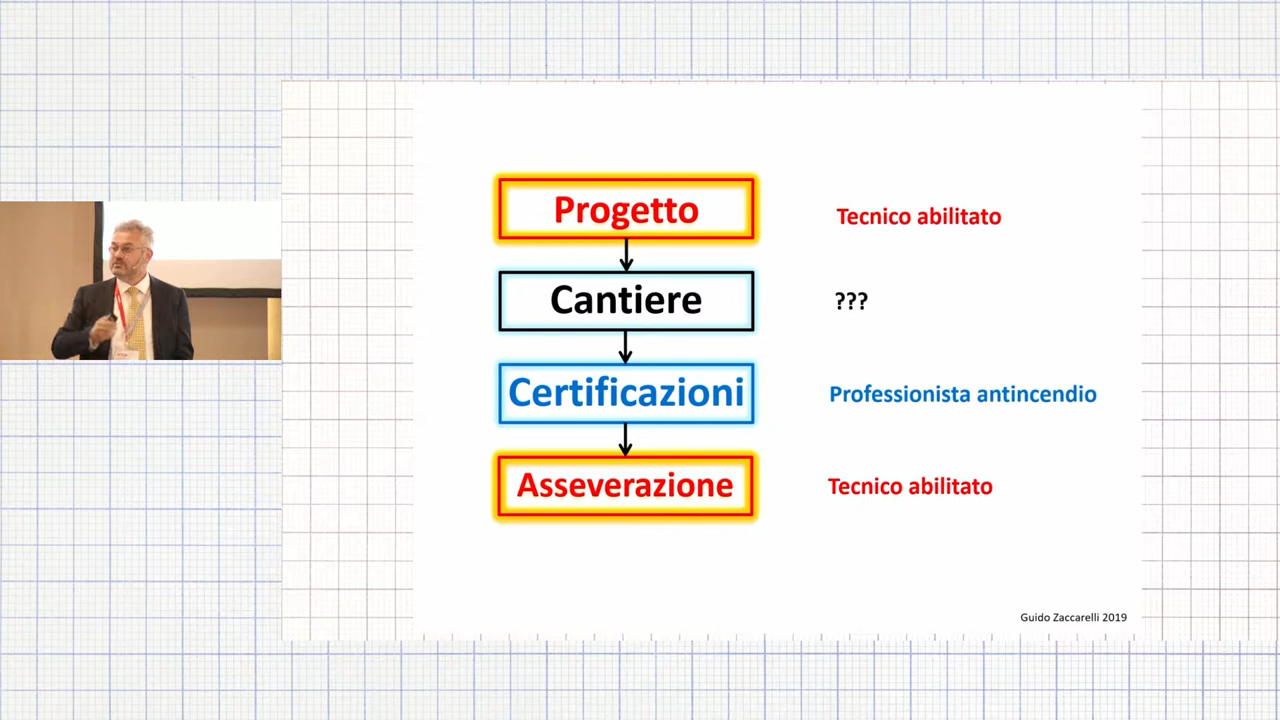 Progetto
Tecnico abilitato
Cantiere
???
Certificazioni
Professionista antincendio
Asseverazione
Tecnico abilitato
Guido Zaccarelli 2019